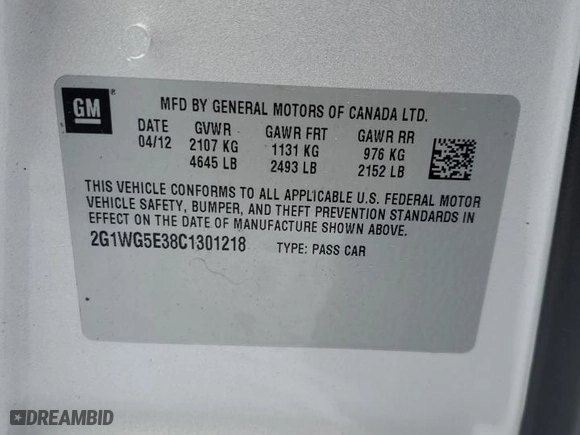 GM
MFD BY GENERAL MOTORS OF CANADA LTD.
DATE GVWR GAWR FRT GAWR RR
04/12 2107 KG 1131 KG 976 KG
4645 LB 2493 LB 2152 LB
THIS VEHICLE CONFORMS TO ALL APPLICABLE U.S. FEDERAL MOTOR
VEHICLE SAFETY, BUMPER, AND THEFT PREVENTION STANDARDS IN
EFFECT ON THE DATE OF MANUFACTURE SHOWN ABOVE.
2G1WG5E38C1301218 TYPE: PASS CAR
DREAMBID